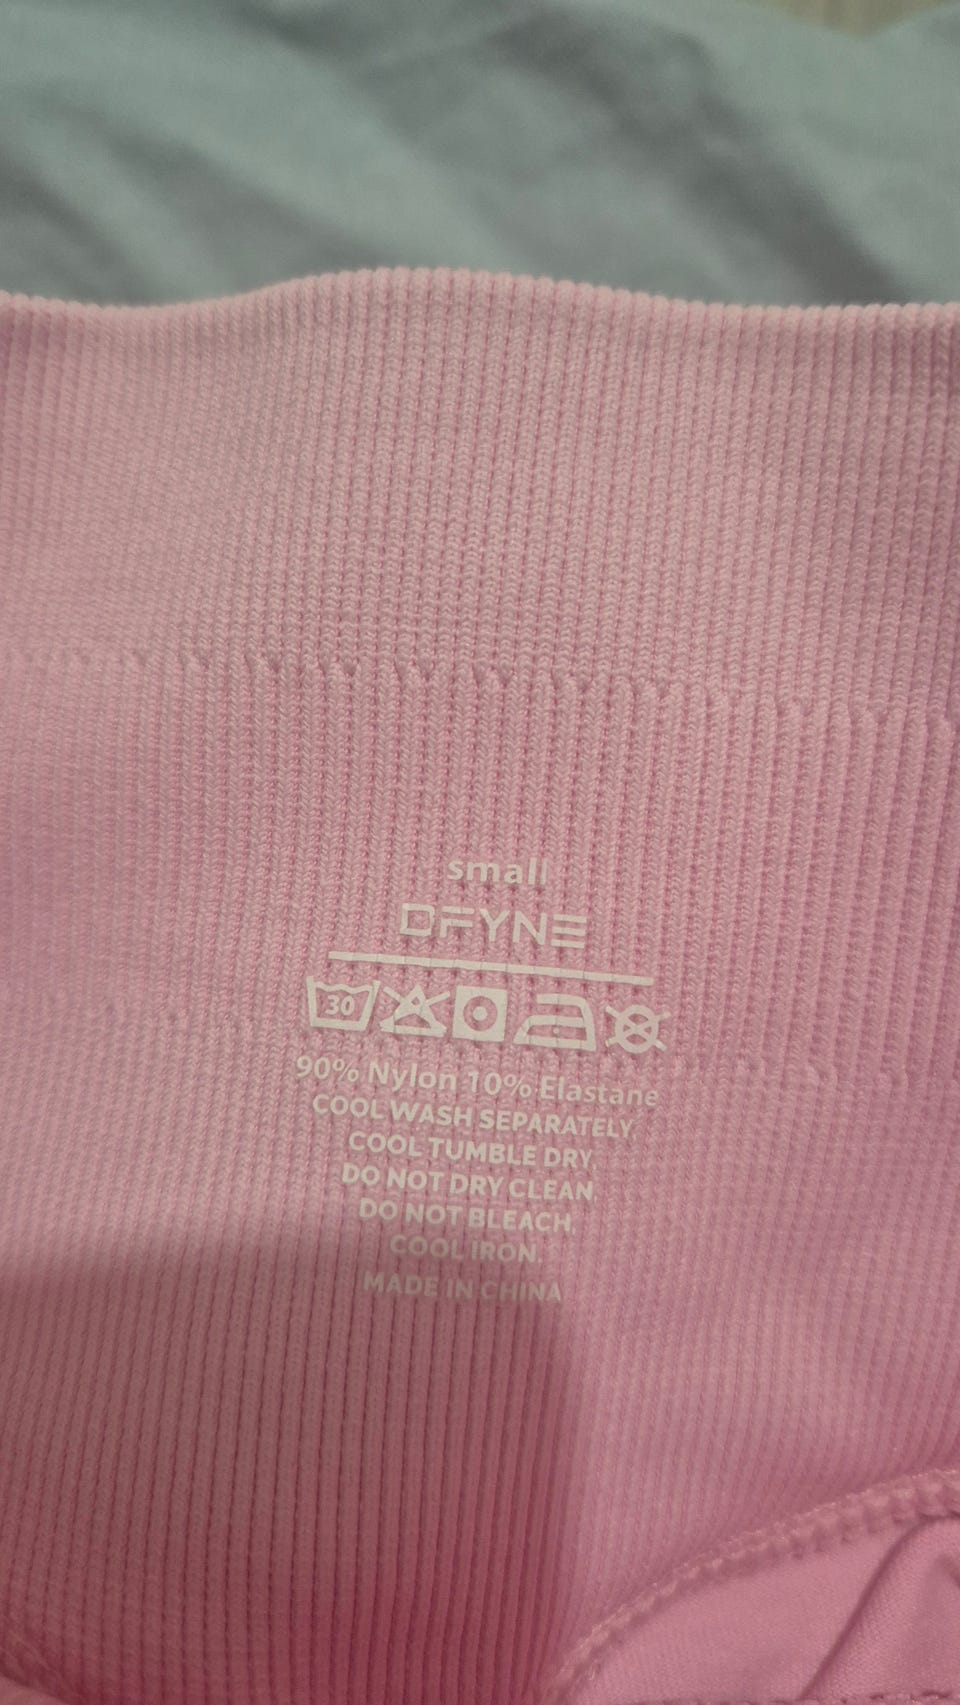 small
DFYNE
30
90% Nylon 10% Elastane
COOL WASH SEPARATELY,
COOL TUMBLE DRY,
DO NOT DRY CLEAN,
DO NOT BLEACH,
COOL IRON.
MADE IN CHINA